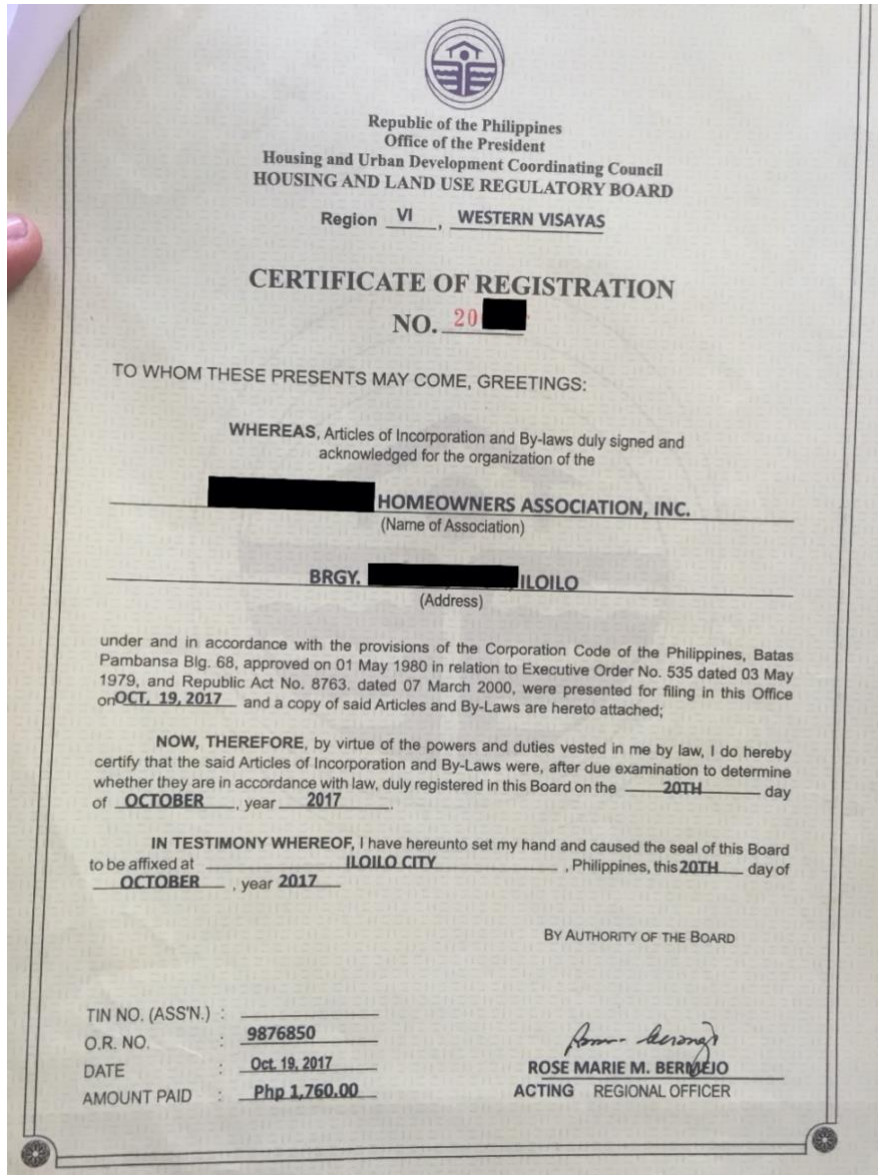 Republic of the Philippines
Office of the President
Housing and Urban Development Coordinating Council
HOUSING AND LAND USE REGULATORY BOARD
Region VI, WESTERN VISAYAS
CERTIFICATE OF REGISTRATION
NO. 20
TO WHOM THESE PRESENTS MAY COME, GREETINGS:
WHEREAS, Articles of Incorporation and By-laws duly signed and
acknowledged for the organization of the
HOMEOWNERS ASSOCIATION, INC.
(Name of Association)
BRGY. ILOILO
(Address)
under and in accordance with the provisions of the Corporation Code of the Philippines, Batas
Pambansa Blg. 68, approved on 01 May 1980 in relation to Executive Order No. 535 dated 03 May
1979, and Republic Act No. 8763. dated 07 March 2000, were presented for filing in this Office
on OCT. 19, 2017 and a copy of said Articles and By-Laws are hereto attached;
NOW, THEREFORE, by virtue of the powers and duties vested in me by law, I do hereby
certify that the said Articles of Incorporation and By-Laws were, after due examination to determine
whether they are in accordance with law, duly registered in this Board on the 20TH day
of OCTOBER, year 2017.
IN TESTIMONY WHEREOF, I have hereunto set my hand and caused the seal of this Board
to be affixed at ILOILO CITY, Philippines, this 20TH day of
OCTOBER, year 2017
BY AUTHORITY OF THE BOARD
TIN NO. (ASS'N.) :
O.R. NO. : 9876850
DATE : Oct. 19, 2017
AMOUNT PAID : Php 1,760.00
ROSE MARIE M. BERMEJO
ACTING REGIONAL OFFICER